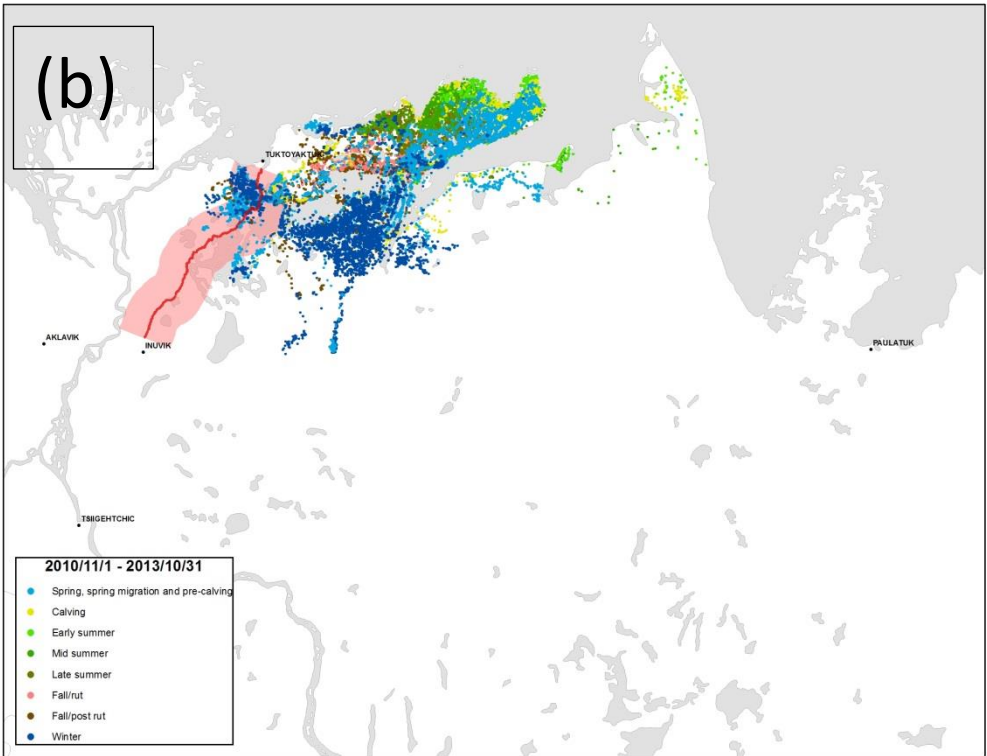 (b)
TUKTOYAKTUK
AKLAVIK
INUVIK
PAULATUK
TSIIGEHTCHIC
2010/11/1 - 2013/10/31
Spring, spring migration and pre-calving
Calving
Early summer
Mid summer
Late summer
Fall/rut
Fall/post rut
Winter